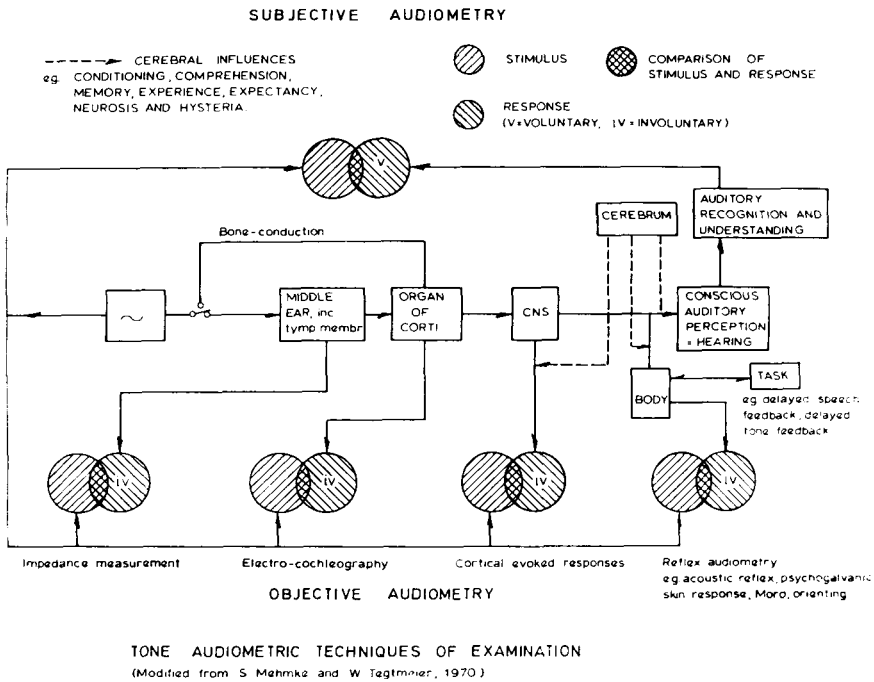 SUBJECTIVE AUDIOMETRY
CEREBRAL INFLUENCES
eg. CONDITIONING, COMPREHENSION,
MEMORY, EXPERIENCE, EXPECTANCY,
NEUROSIS AND HYSTERIA.
STIMULUS
COMPARISON OF
STIMULUS AND RESPONSE
RESPONSE
(V=VOLUNTARY, IV=INVOLUNTARY)
V
CEREBRUM
AUDITORY
RECOGNITION AND
UNDERSTANDING
Bone-conduction
MIDDLE
EAR, inc
tymp membr
ORGAN
OF
CORTI
CNS
CONSCIOUS
AUDITORY
PERCEPTION
= HEARING
BODY
TASK
eg delayed speech
feedback, delayed
tone feedback
IV
IV
IV
IV
Impedance measurement
Electro-cochleography
Cortical evoked responses
Reflex audiometry
eg. acoustic reflex, psychogalvanic
skin response, Moro, orienting
OBJECTIVE AUDIOMETRY
TONE AUDIOMETRIC TECHNIQUES OF EXAMINATION
(Modified from S Mehmke and W Tegtmeier, 1970)